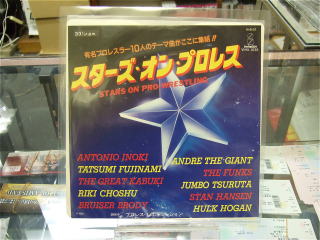 33⅓r.p.m.
有名プロレスラー10人のテーマ曲がここに集結!!
スターズ・オン・プロレス
STARS ON PRO-WRESTLING
ANTONIO INOKI
TATSUMI FUJINAMI
THE GREAT KABUKI
RIKI CHOSHU
BRUISER BRODY
ANDRE THE GIANT
THE FUNKS
JUMBO TSURUTA
STAN HANSEN
HULK HOGAN